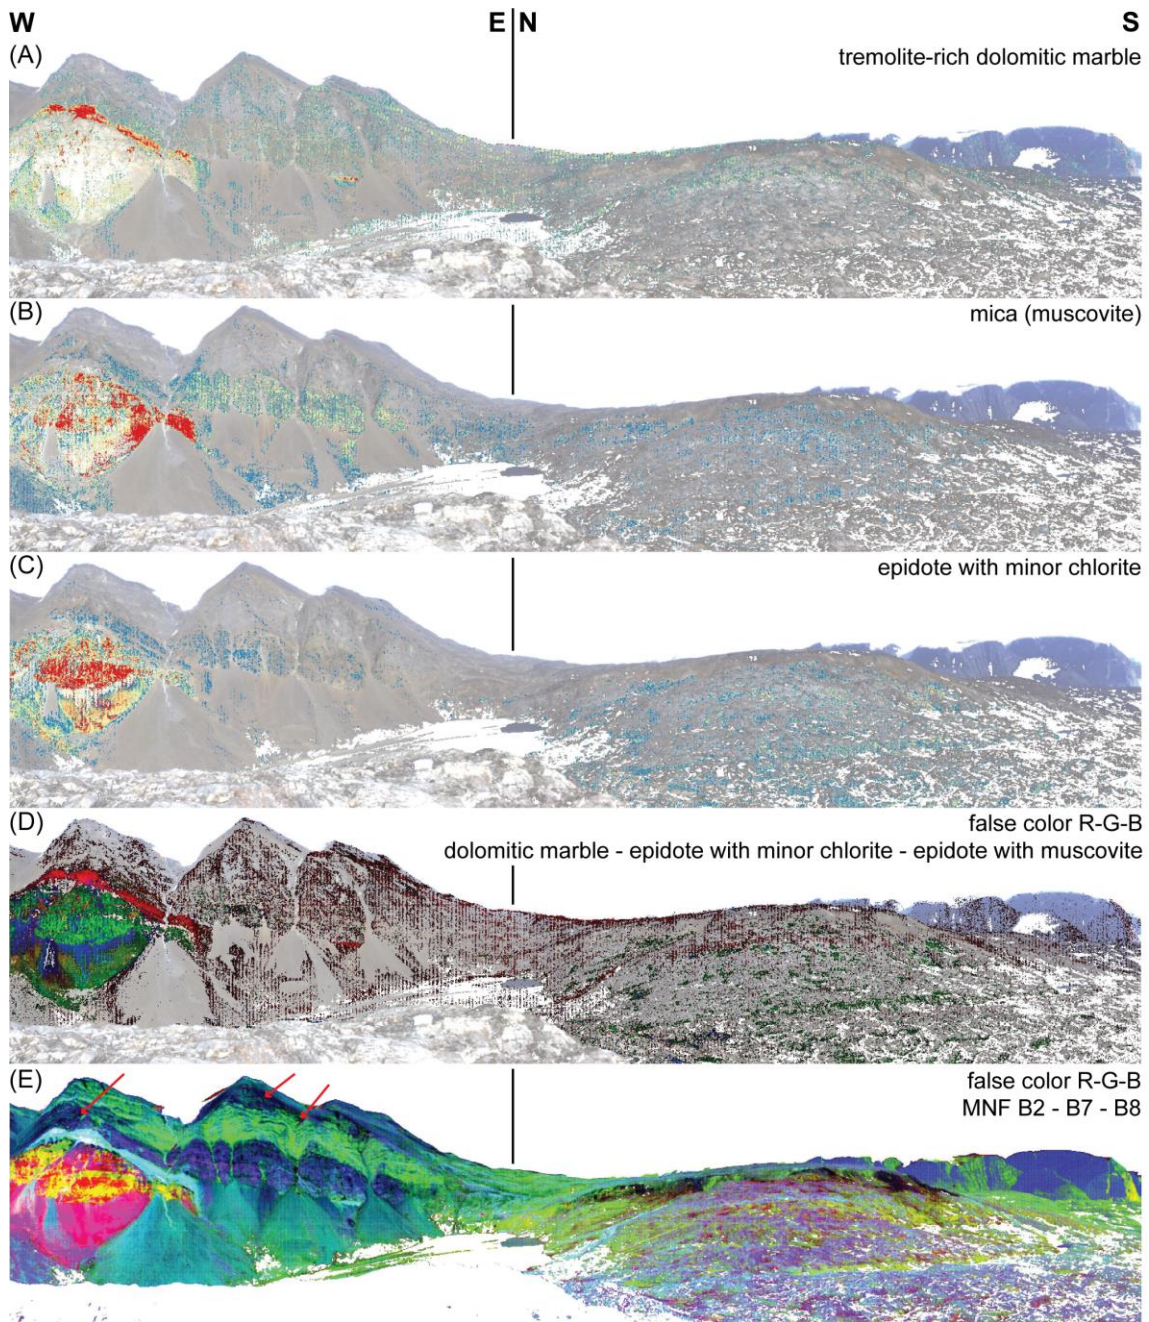 W E N S
(A)
tremolite-rich dolomitic marble
(B)
mica (muscovite)
(C)
epidote with minor chlorite
(D)
false color R-G-B
dolomitic marble - epidote with minor chlorite - epidote with muscovite
(E)
false color R-G-B
MNF B2 - B7 - B8